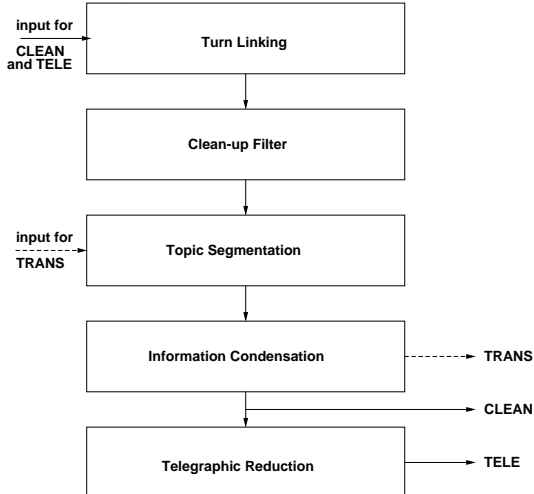 input for
CLEAN
and TELE
Turn Linking
Clean-up Filter
input for
TRANS
Topic Segmentation
Information Condensation
TRANS
CLEAN
Telegraphic Reduction
TELE